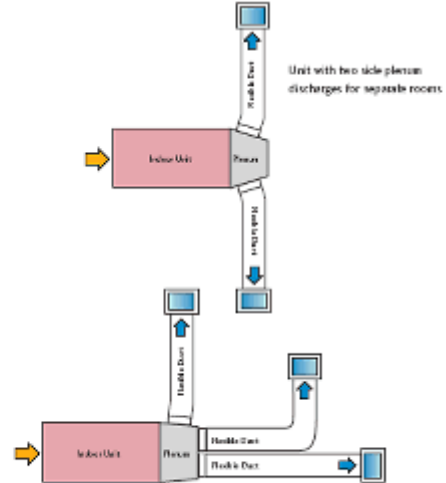 Flexible Duct
Unit with two side plenum
discharges for separate rooms
Indoor Unit
Plenum
Flexible Duct
Flexible Duct
Flexible Duct
Indoor Unit
Plenum
Flexible Duct